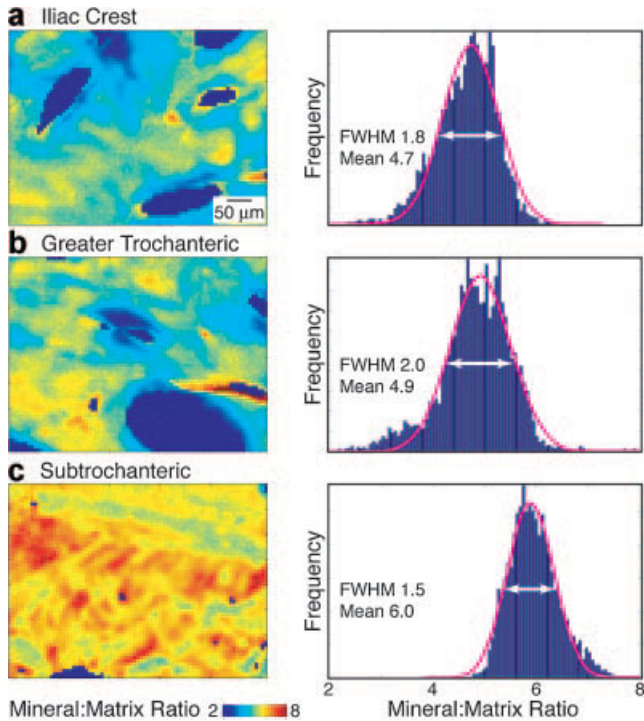 a Iliac Crest
Frequency
FWHM 1.8
Mean 4.7
50 μm
b Greater Trochanteric
Frequency
FWHM 2.0
Mean 4.9
c Subtrochanteric
Frequency
FWHM 1.5
Mean 6.0
2 4 6 8
Mineral:Matrix Ratio 2 8
Mineral:Matrix Ratio